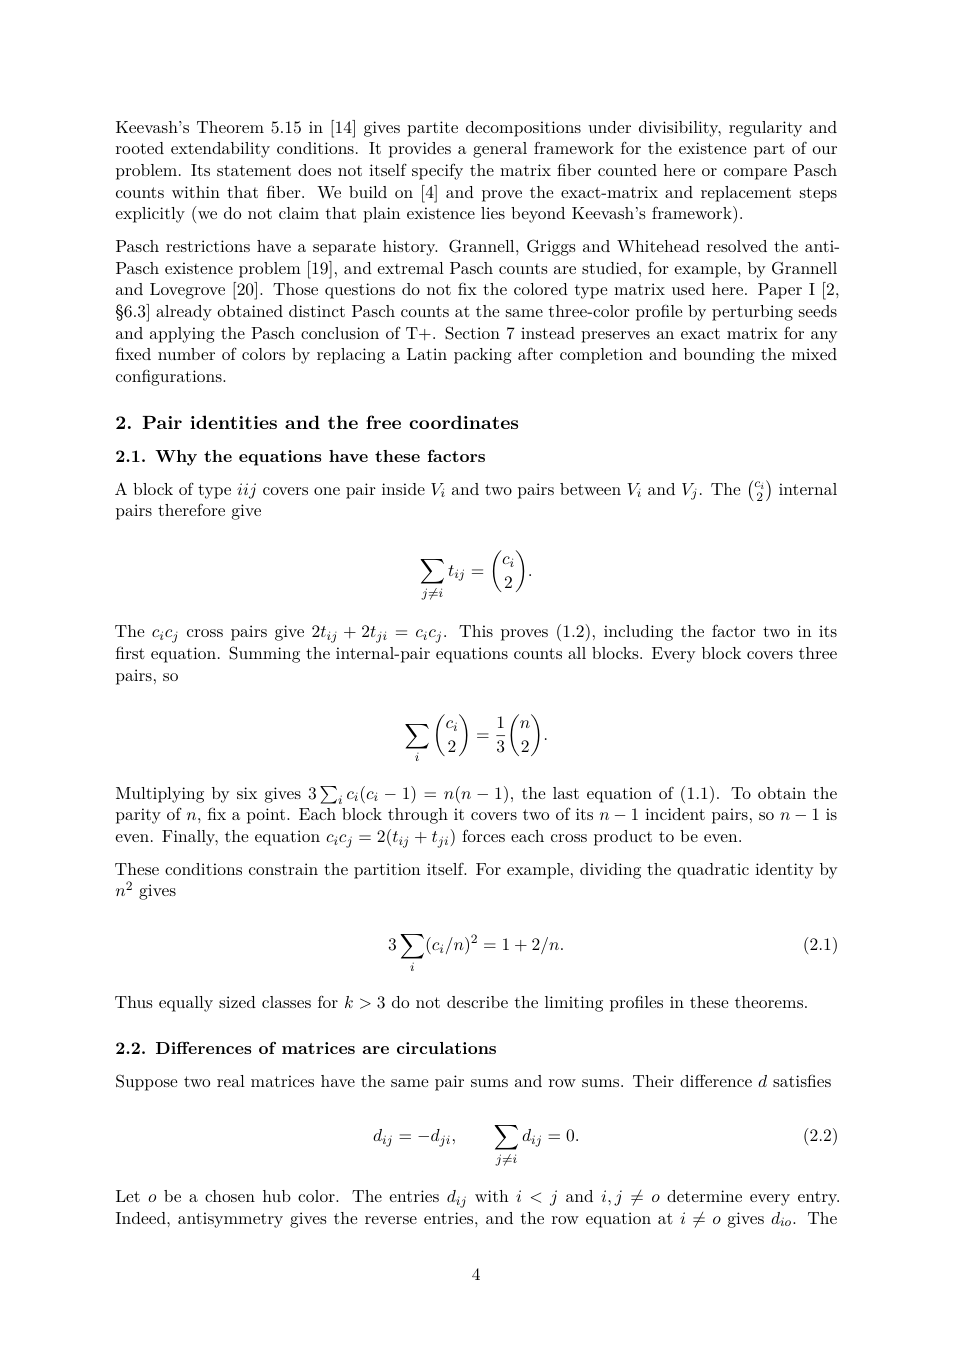 Keevash's Theorem 5.15 in [14] gives partite decompositions under divisibility, regularity and
rooted extendability conditions. It provides a general framework for the existence part of our
problem. Its statement does not itself specify the matrix fiber counted here or compare Pasch
counts within that fiber. We build on [4] and prove the exact-matrix and replacement steps
explicitly (we do not claim that plain existence lies beyond Keevash's framework).
Pasch restrictions have a separate history. Grannell, Griggs and Whitehead resolved the anti-
Pasch existence problem [19], and extremal Pasch counts are studied, for example, by Grannell
and Lovegrove [20]. Those questions do not fix the colored type matrix used here. Paper I [2,
§6.3] already obtained distinct Pasch counts at the same three-color profile by perturbing seeds
and applying the Pasch conclusion of T+. Section 7 instead preserves an exact matrix for any
fixed number of colors by replacing a Latin packing after completion and bounding the mixed
configurations.
2. Pair identities and the free coordinates
2.1. Why the equations have these factors
A block of type $iij$ covers one pair inside $V_i$ and two pairs between $V_i$ and $V_j$. The $\binom{c_i}{2}$ internal
pairs therefore give
$$\sum_{j \neq i} t_{ij} = \binom{c_i}{2}.$$
The $c_i c_j$ cross pairs give $2t_{ij} + 2t_{ji} = c_i c_j$. This proves (1.2), including the factor two in its
first equation. Summing the internal-pair equations counts all blocks. Every block covers three
pairs, so
$$\sum_i \binom{c_i}{2} = \frac{1}{3}\binom{n}{2}.$$
Multiplying by six gives $3\sum_i c_i(c_i - 1) = n(n - 1)$, the last equation of (1.1). To obtain the
parity of $n$, fix a point. Each block through it covers two of its $n - 1$ incident pairs, so $n - 1$ is
even. Finally, the equation $c_i c_j = 2(t_{ij} + t_{ji})$ forces each cross product to be even.
These conditions constrain the partition itself. For example, dividing the quadratic identity by
$n^2$ gives
$$3\sum_i (c_i/n)^2 = 1 + 2/n. \quad (2.1)$$
Thus equally sized classes for $k > 3$ do not describe the limiting profiles in these theorems.
2.2. Differences of matrices are circulations
Suppose two real matrices have the same pair sums and row sums. Their difference $d$ satisfies
$$d_{ij} = -d_{ji}, \quad \sum_{j \neq i} d_{ij} = 0. \quad (2.2)$$
Let $o$ be a chosen hub color. The entries $d_{ij}$ with $i < j$ and $i, j \neq o$ determine every entry.
Indeed, antisymmetry gives the reverse entries, and the row equation at $i \neq o$ gives $d_{io}$. The
4